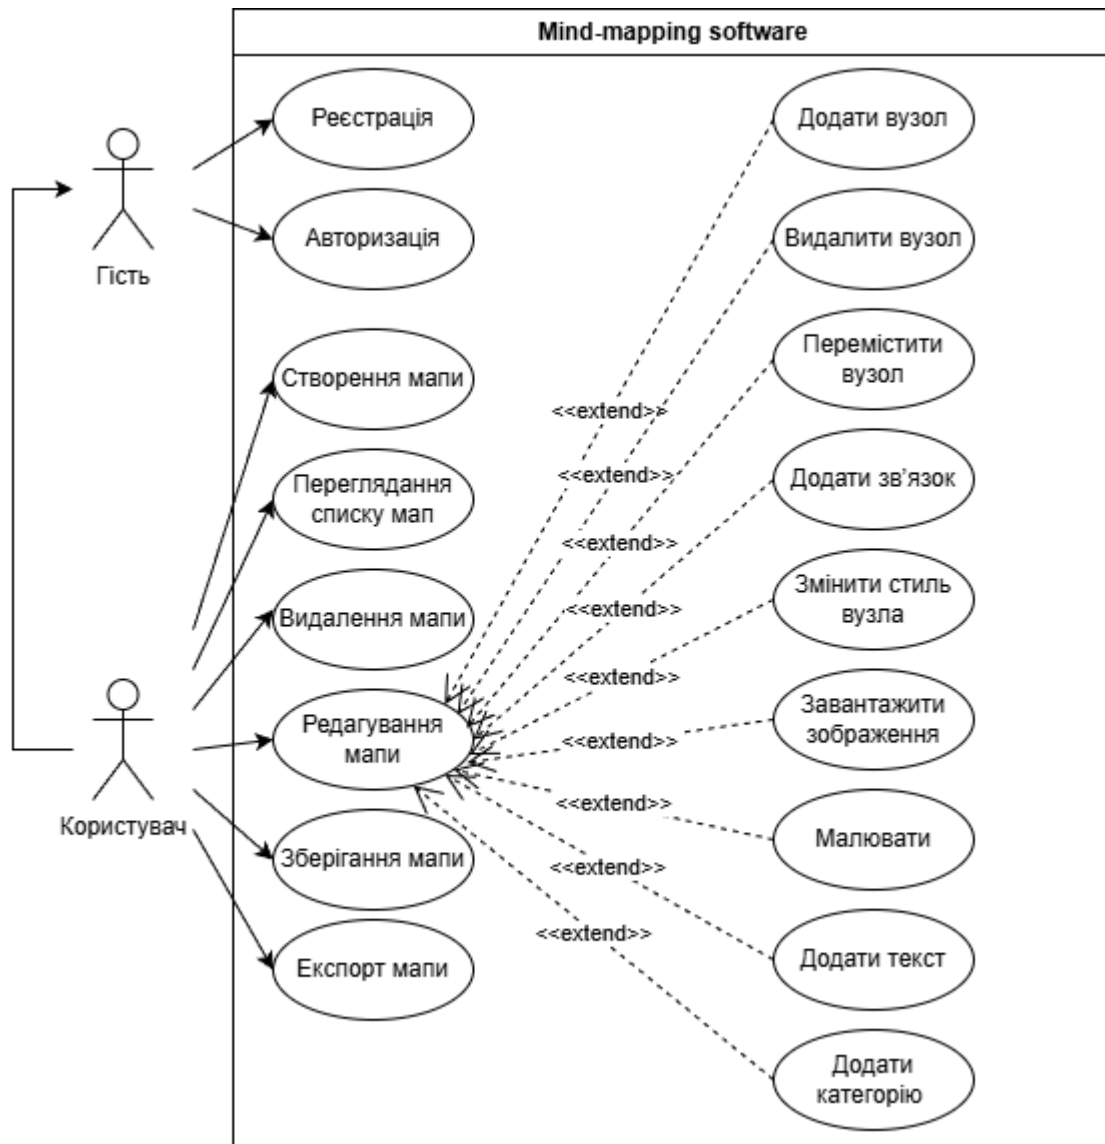 Mind-mapping software
Реєстрація
Авторизація
Гість
Створення мапи
Переглядання
списку мап
Видалення мапи
Редагування
мапи
Користувач
Зберігання мапи
Експорт мапи
<<extend>>
<<extend>>
<<extend>>
<<extend>>
<<extend>>
<<extend>>
<<extend>>
<<extend>>
<<extend>>
Додати вузол
Видалити вузол
Перемістити
вузол
Додати зв'язок
Змінити стиль
вузла
Завантажити
зображення
Малювати
Додати текст
Додати
категорію